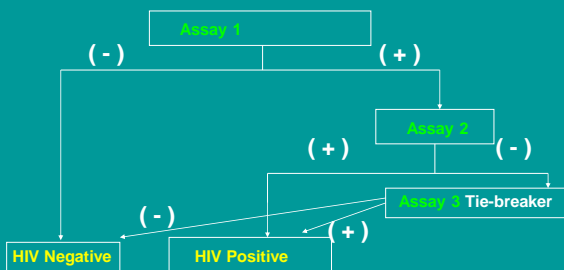 Assay 1
( - )
( + )
Assay 2
( + )
( - )
Assay 3 Tie-breaker
( - )
( + )
HIV Negative
HIV Positive